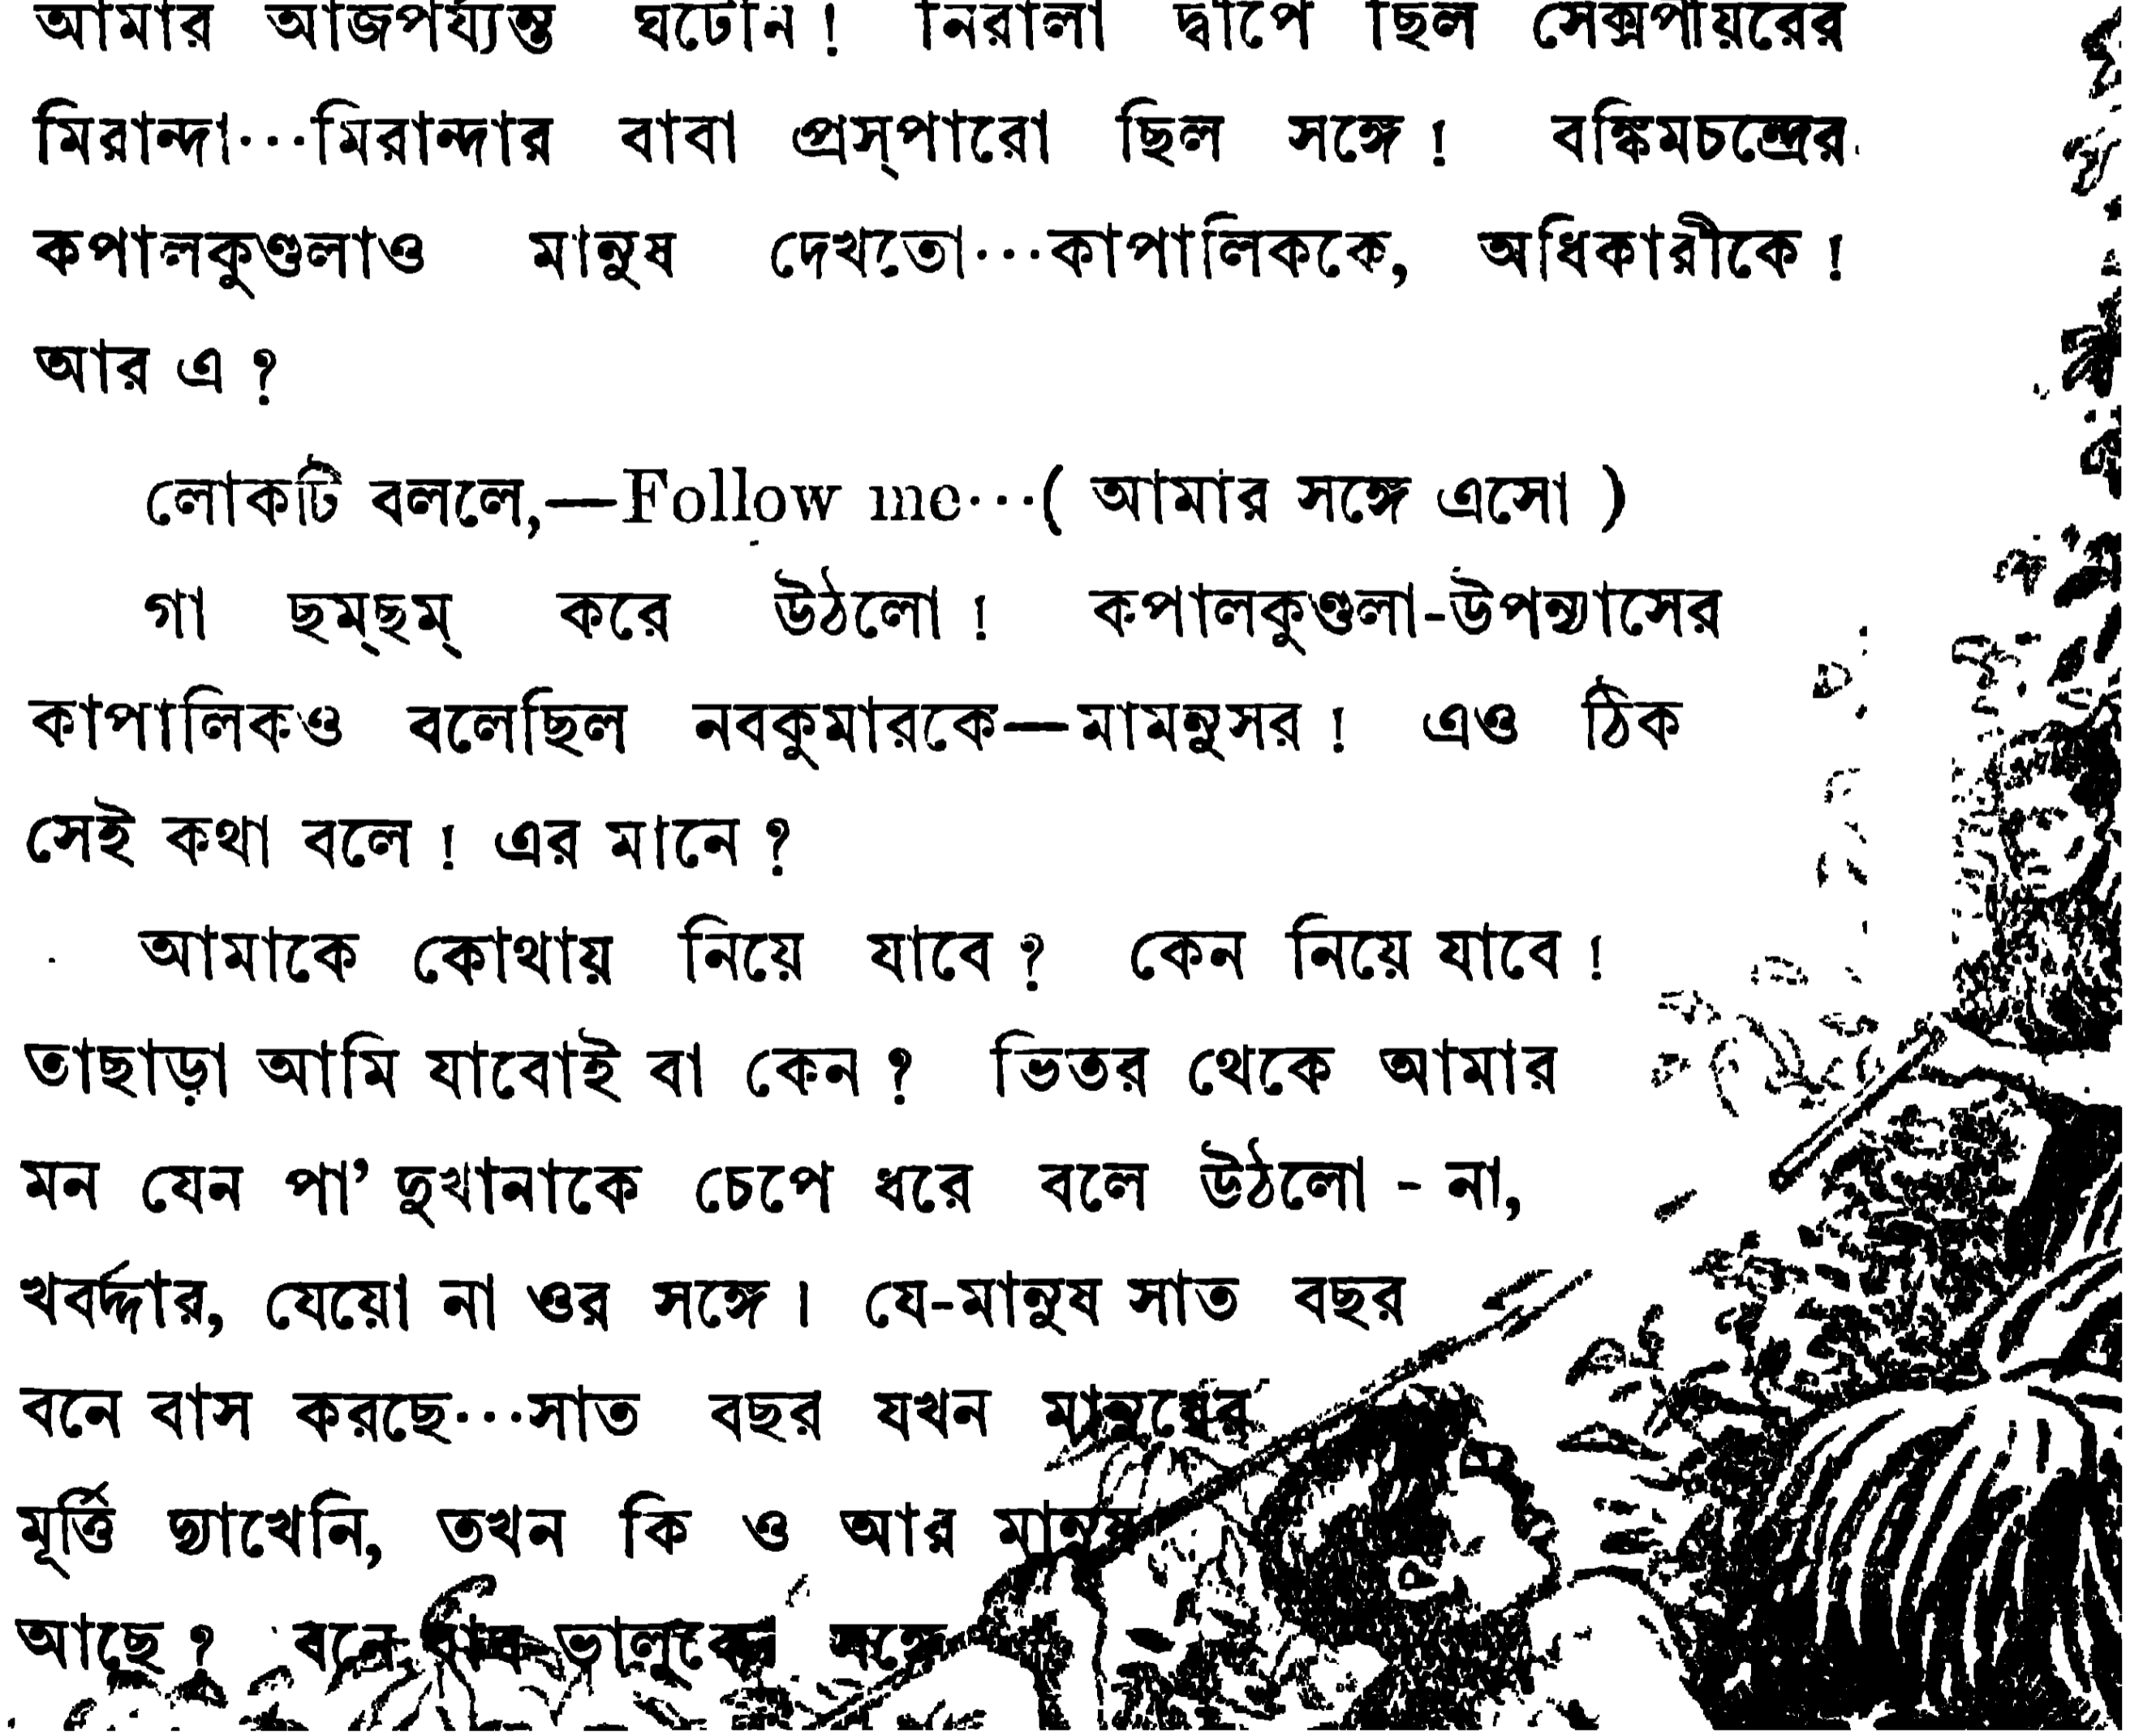 আমার আজপর্য্যন্ত ঘটেনি! নিরালা দ্বীপে ছিল সেক্সপীয়রের
মিরান্দা···মিরান্দার বাবা প্রস্‌পারো ছিল সঙ্গে! বঙ্কিমচন্দ্রের
কপালকুণ্ডলাও মানুষ দেখতো···কাপালিককে, অধিকারীকে!
আর এ?
লোকটি বললে,—Follow me···( আমার সঙ্গে এসো )
গা ছম্‌ছম্ করে উঠলো! কপালকুণ্ডলা-উপন্যাসের
কাপালিকও বলেছিল নবকুমারকে—মামনুসর! এও ঠিক
সেই কথা বলে! এর মানে?
আমাকে কোথায় নিয়ে যাবে? কেন নিয়ে যাবে!
তাছাড়া আমি যাবোই বা কেন? ভিতর থেকে আমার
মন যেন পা’ দুখানাকে চেপে ধরে বলে উঠলো - না,
খবর্দ্দার, যেয়ো না ওর সঙ্গে। যে-মানুষ সাত বছর
বনে বাস করছে···সাত বছর যখন মানুষের
মূর্ত্তি দ্যাখেনি, তখন কি ও আর মানুষ
আছে? বনে বাঘ ভালুকের সঙ্গে